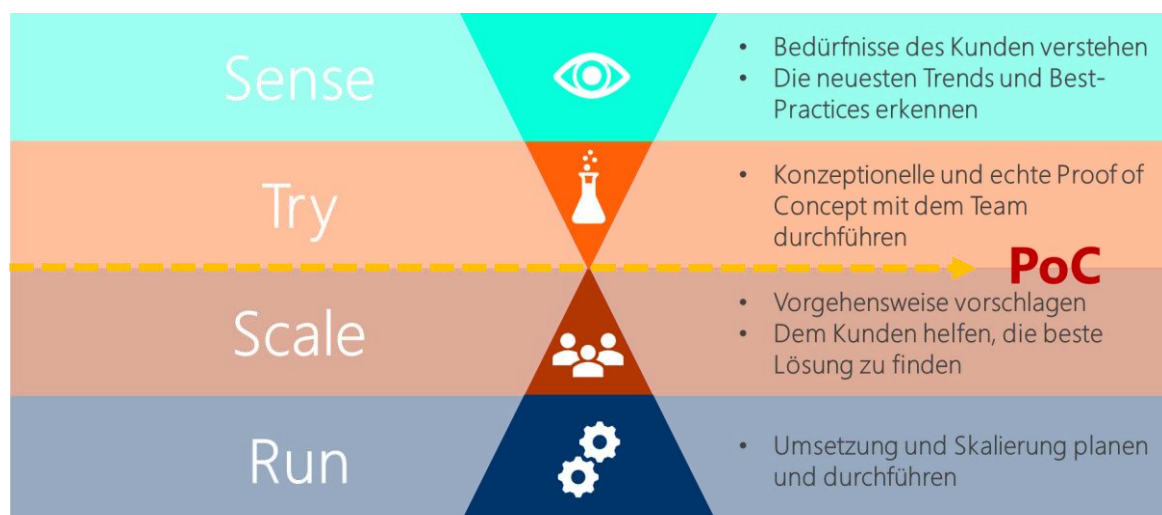 Sense
• Bedürfnisse des Kunden verstehen
• Die neuesten Trends und Best-
Practices erkennen
Try
• Konzeptionelle und echte Proof of
Concept mit dem Team
durchführen
PoC
Scale
• Vorgehensweise vorschlagen
• Dem Kunden helfen, die beste
Lösung zu finden
Run
• Umsetzung und Skalierung planen
und durchführen